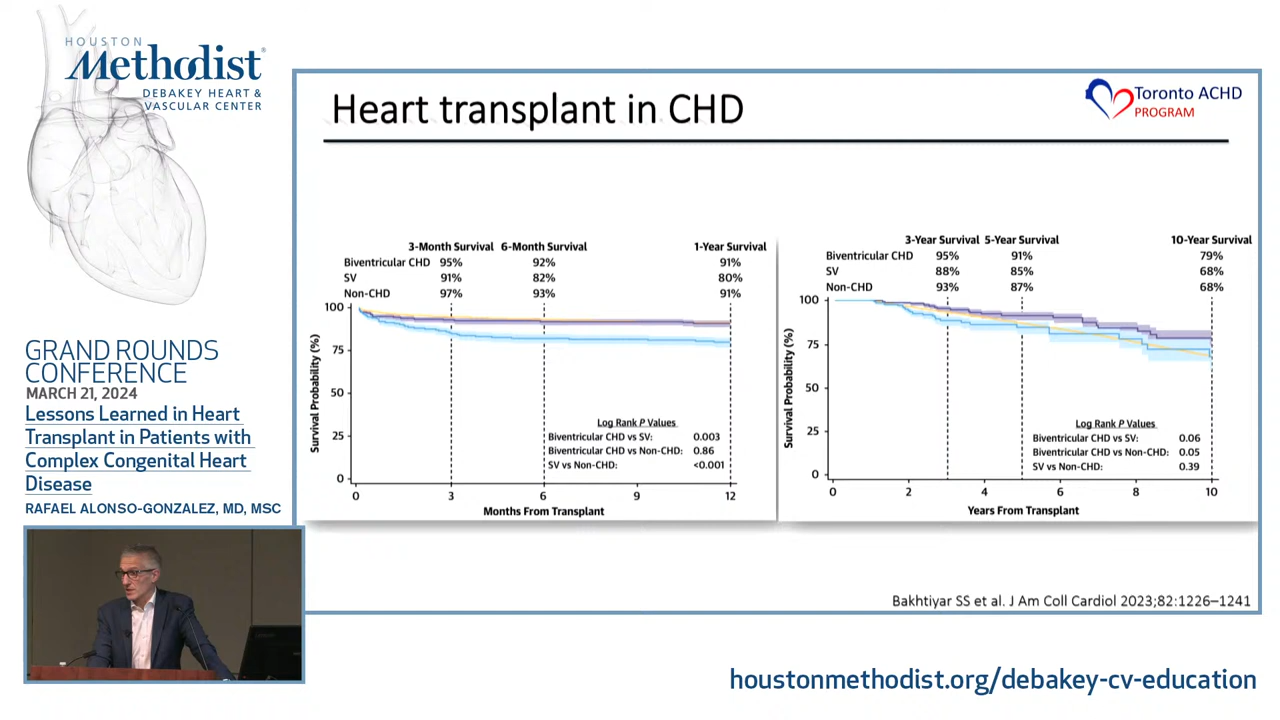 HOUSTON
Methodist®
DEBAKEY HEART &
VASCULAR CENTER
GRAND ROUNDS
CONFERENCE
MARCH 21, 2024
Lessons Learned in Heart
Transplant in Patients with
Complex Congenital Heart
Disease
RAFAEL ALONSO-GONZALEZ, MD, MSC
Heart transplant in CHD
Toronto ACHD
PROGRAM
3-Month Survival 6-Month Survival 1-Year Survival
Biventricular CHD 95% 92% 91%
SV 91% 82% 80%
Non-CHD 97% 93% 91%
100
75
50
25
0
Survival Probability (%)
Log Rank P Values
Biventricular CHD vs SV: 0.003
Biventricular CHD vs Non-CHD: 0.86
SV vs Non-CHD: <0.001
0 3 6 9 12
Months From Transplant
3-Year Survival 5-Year Survival 10-Year Survival
Biventricular CHD 95% 91% 79%
SV 88% 85% 68%
Non-CHD 93% 87% 68%
100
75
50
25
0
Survival Probability (%)
Log Rank P Values
Biventricular CHD vs SV: 0.06
Biventricular CHD vs Non-CHD: 0.05
SV vs Non-CHD: 0.39
0 2 4 6 8 10
Years From Transplant
Bakhtiyar SS et al. J Am Coll Cardiol 2023;82:1226–1241
houstonmethodist.org/debakey-cv-education